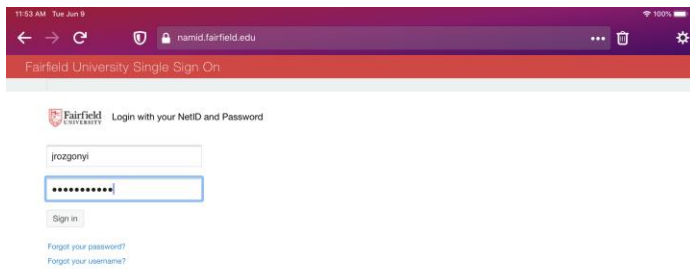 11:53 AM Tue Jun 9
100%
namid.fairfield.edu
Fairfield University Single Sign On
Fairfield UNIVERSITY Login with your NetID and Password
jrozgonyi
•••••••••••
Sign in
Forgot your password?
Forgot your username?